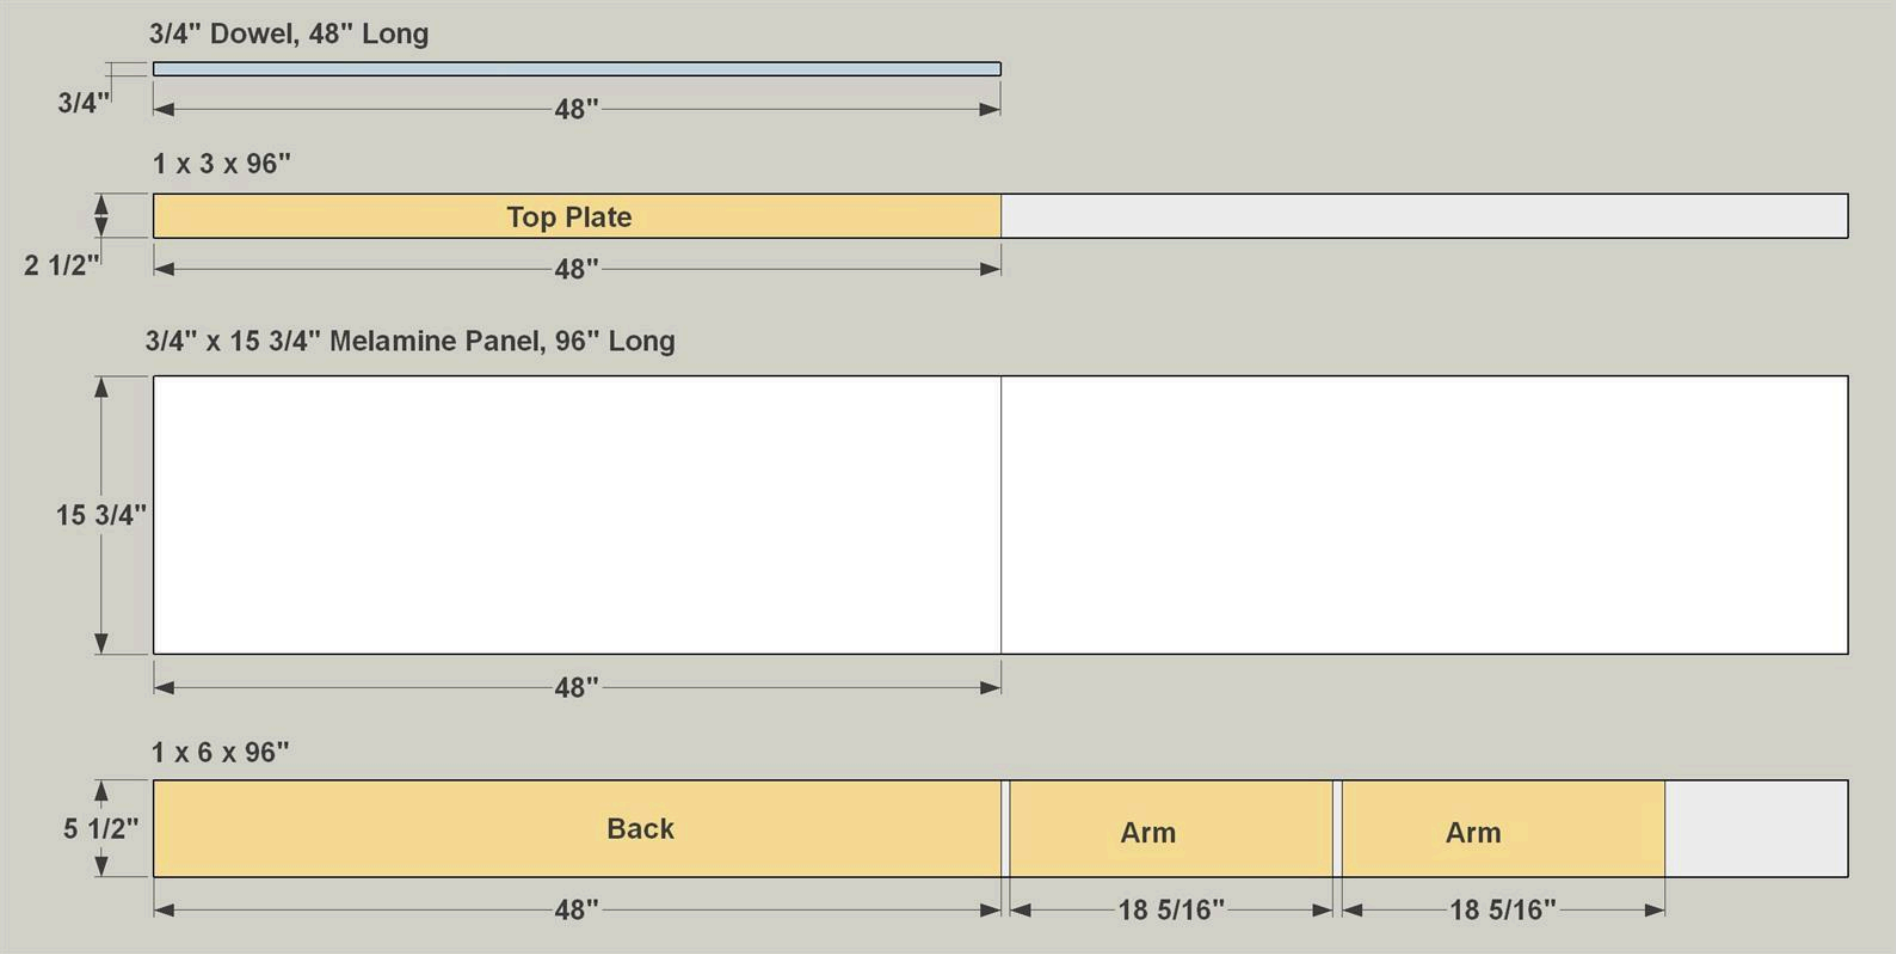 3/4" Dowel, 48" Long
3/4"
48"
1 x 3 x 96"
Top Plate
2 1/2"
48"
3/4" x 15 3/4" Melamine Panel, 96" Long
15 3/4"
48"
1 x 6 x 96"
5 1/2"
Back
Arm
Arm
48"
18 5/16"
18 5/16"